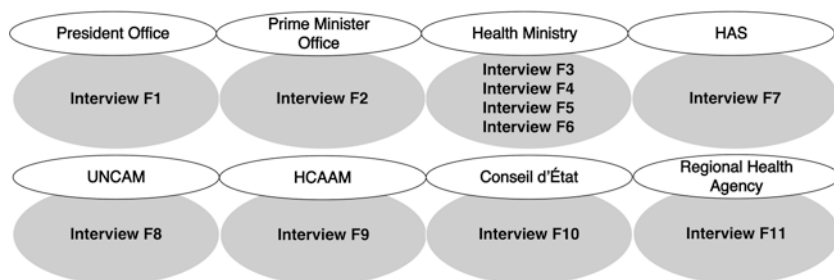 President Office
Prime Minister
Office
Health Ministry
HAS
Interview F1
Interview F2
Interview F3
Interview F4
Interview F5
Interview F6
Interview F7
UNCAM
HCAAM
Conseil d'État
Regional Health
Agency
Interview F8
Interview F9
Interview F10
Interview F11